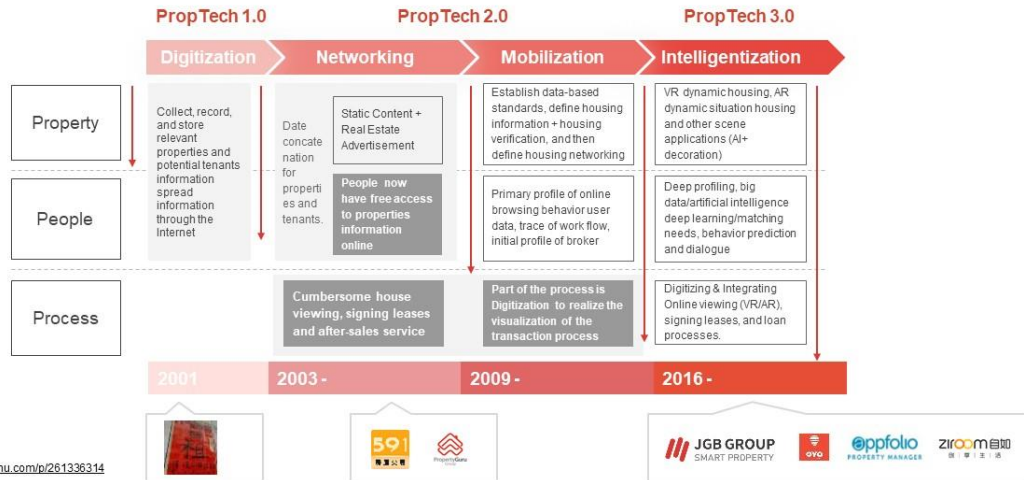 PropTech 1.0
PropTech 2.0
PropTech 3.0
Digitization
Networking
Mobilization
Intelligentization
Property
People
Process
Collect, record,
and store
relevant
properties and
potential tenants
information
spread
information
through the
Internet
Date
concate
nation
for
properti
es and
tenants.
Static Content +
Real Estate
Advertisement
People now
have free access
to properties
information
online
Establish data-based
standards, define housing
information + housing
verification, and then
define housing networking
Primary profile of online
browsing behavior user
data, trace of work flow,
initial profile of broker
VR dynamic housing, AR
dynamic situation housing
and other scene
applications (AI+
decoration)
Deep profiling, big
data/artificial intelligence
deep learning/matching
needs, behavior prediction
and dialogue
Cumbersome house
viewing, signing leases
and after-sales service
Part of the process is
Digitization to realize the
visualization of the
transaction process
Digitizing & Integrating
Online viewing (VR/AR),
signing leases, and loan
processes.
2001
2003 -
2009 -
2016 -
nu.com/p/261336314
591
PropertyGuru
JGB GROUP
SMART PROPERTY
OYO
appfolio
PROPERTY MANAGER
ziroom自如